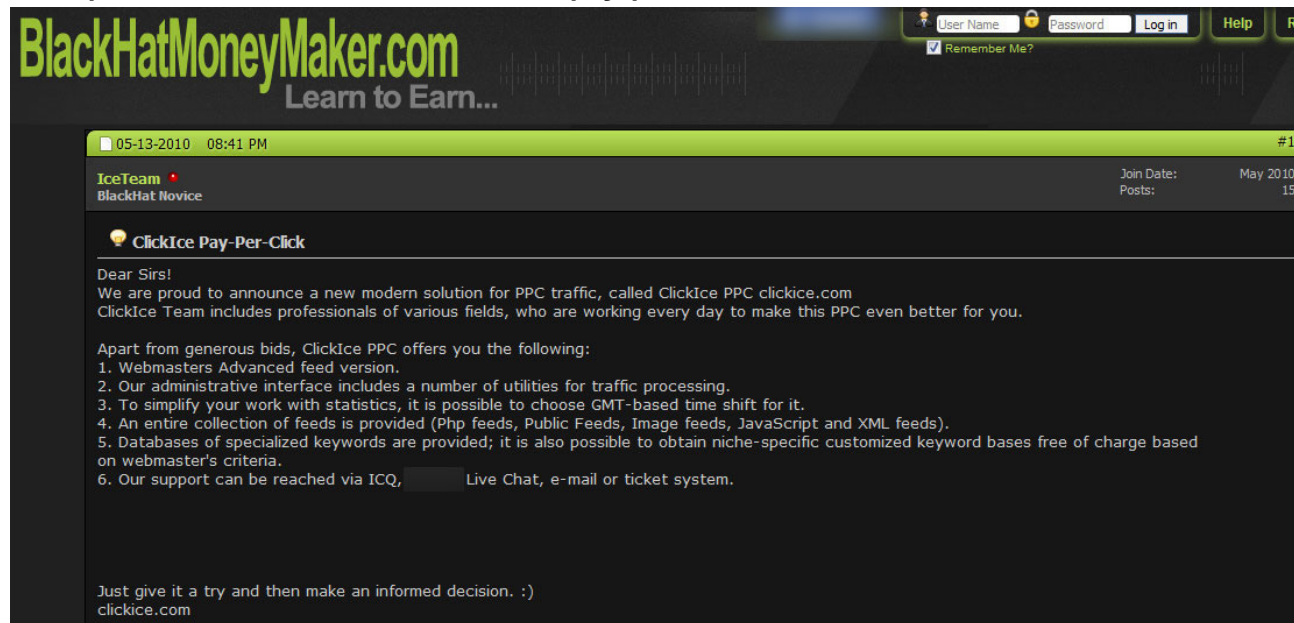 BlackHatMoneyMaker.com
Learn to Earn...
User Name
Password
Log in
Help
Remember Me?
05-13-2010 08:41 PM
#1
IceTeam
BlackHat Novice
Join Date: May 2010
Posts: 15
ClickIce Pay-Per-Click
Dear Sirs!
We are proud to announce a new modern solution for PPC traffic, called ClickIce PPC clickice.com
ClickIce Team includes professionals of various fields, who are working every day to make this PPC even better for you.
Apart from generous bids, ClickIce PPC offers you the following:
1. Webmasters Advanced feed version.
2. Our administrative interface includes a number of utilities for traffic processing.
3. To simplify your work with statistics, it is possible to choose GMT-based time shift for it.
4. An entire collection of feeds is provided (Php feeds, Public Feeds, Image feeds, JavaScript and XML feeds).
5. Databases of specialized keywords are provided; it is also possible to obtain niche-specific customized keyword bases free of charge based
on webmaster's criteria.
6. Our support can be reached via ICQ, Live Chat, e-mail or ticket system.
Just give it a try and then make an informed decision. :)
clickice.com